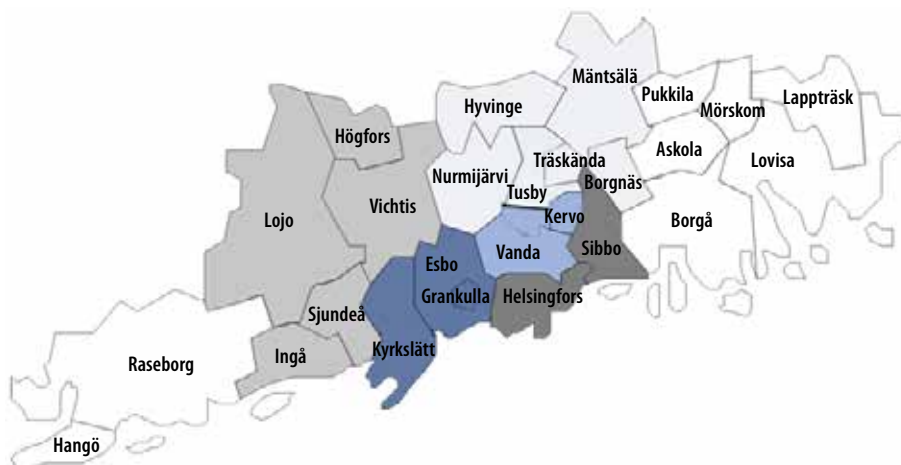 Mäntsälä
Pukkila
Lappträsk
Hyvinge
Mörskom
Högfors
Träskända
Askola
Lovisa
Nurmijärvi
Borgnäs
Tusby
Vichtis
Lojo
Kervo
Borgå
Vanda
Sibbo
Esbo
Grankulla
Helsingfors
Sjundeå
Kyrkslätt
Ingå
Raseborg
Hangö